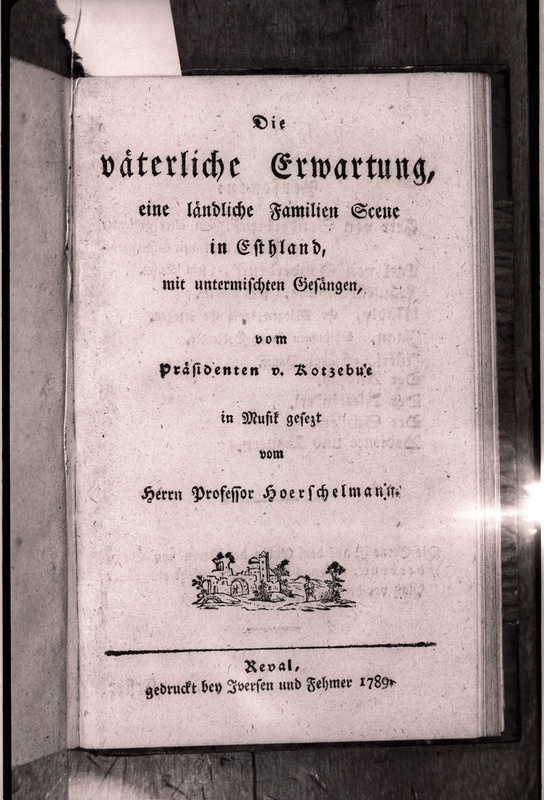 Die
väterliche Erwartung,
eine ländliche Familien Scene
in Esthland,
mit untermischten Gesängen,
vom
Präsidenten v. Kotzebue
in Musik gesezt
vom
Herrn Professor Hoerschelmann.
Reval,
gedruckt bey Iversen und Fehmer 1789.